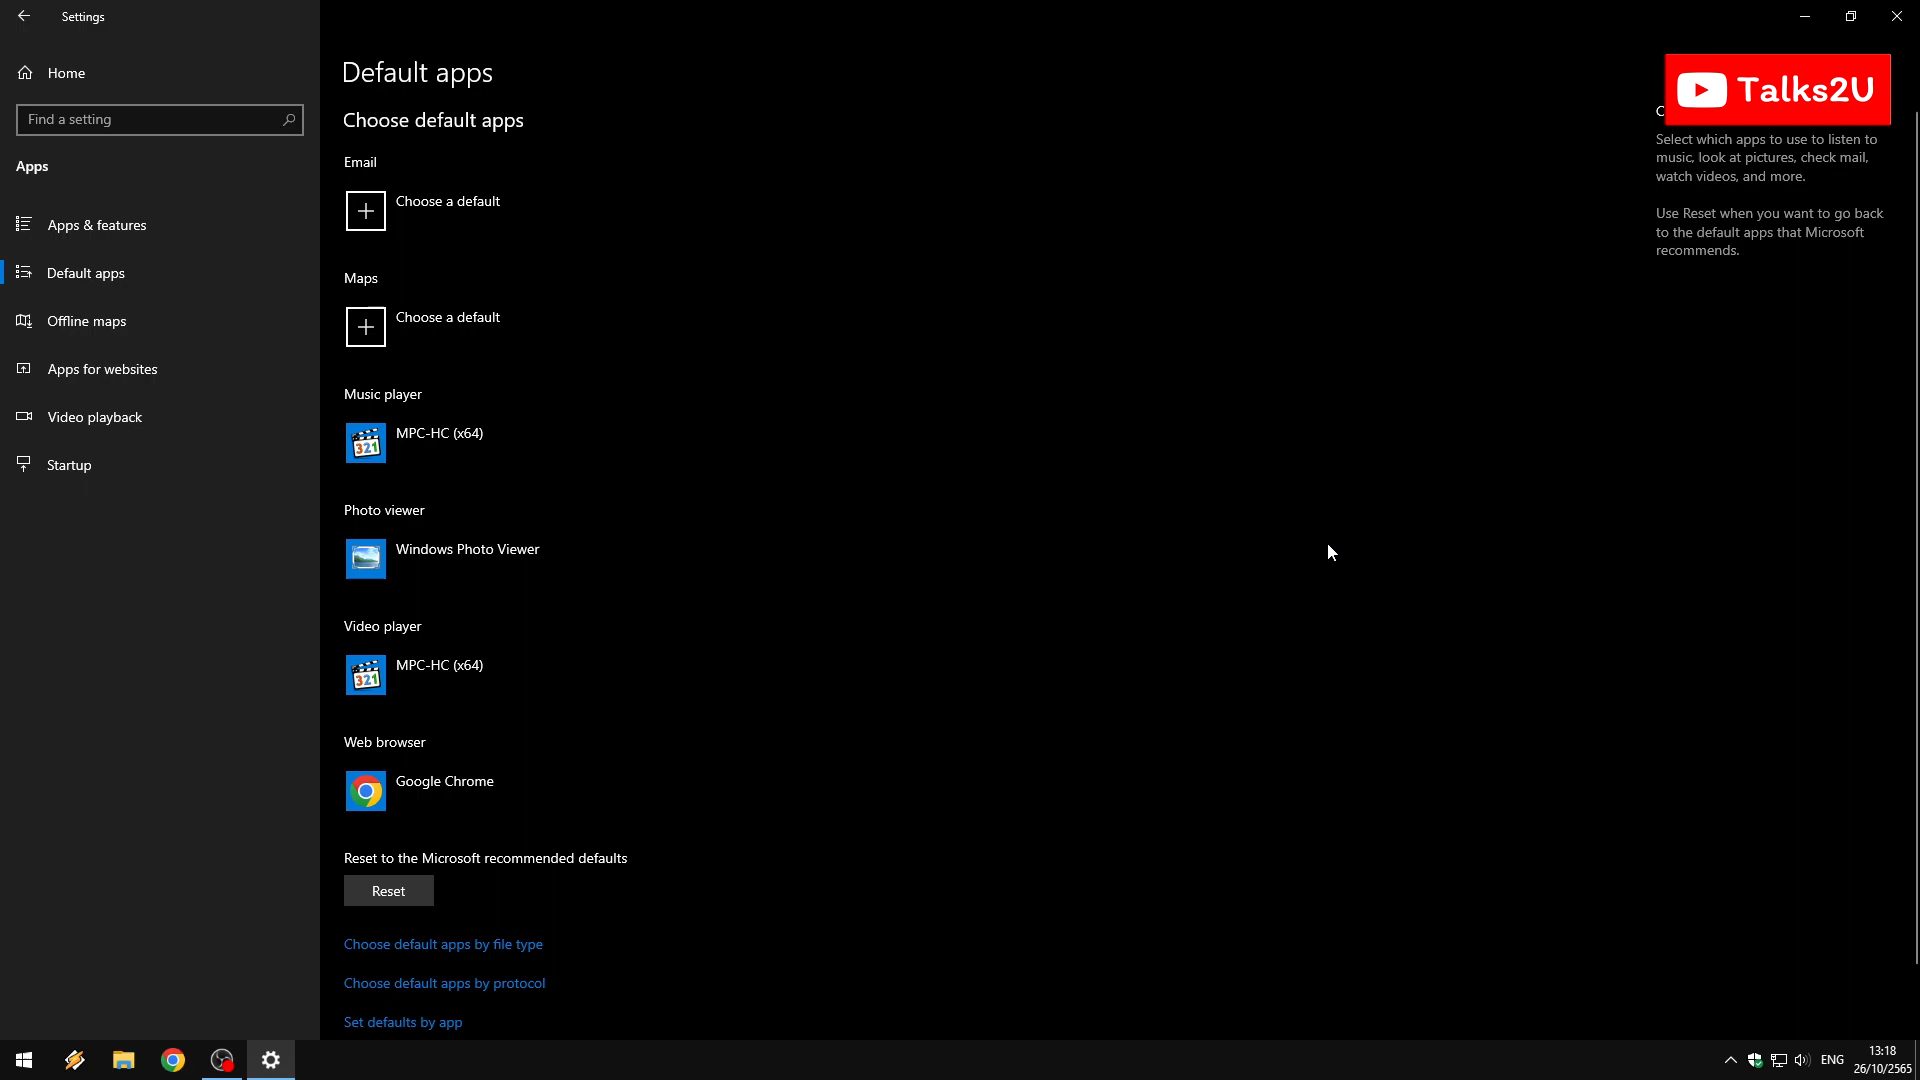 Settings
Home
Find a setting
Apps
Apps & features
Default apps
Offline maps
Apps for websites
Video playback
Startup
Default apps
Choose default apps
Email
Choose a default
Maps
Choose a default
Music player
321
MPC-HC (x64)
Photo viewer
Windows Photo Viewer
Video player
321
MPC-HC (x64)
Web browser
Google Chrome
Reset to the Microsoft recommended defaults
Reset
Choose default apps by file type
Choose default apps by protocol
Set defaults by app
Talks2U
Select which apps to use to listen to
music, look at pictures, check mail,
watch videos, and more.
Use Reset when you want to go back
to the default apps that Microsoft
recommends.
ENG
13:18
26/10/2565